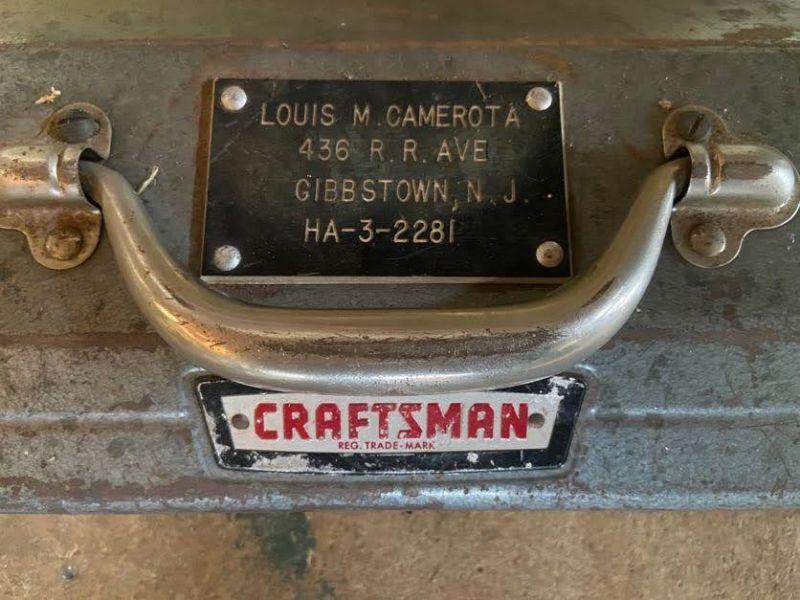 LOUIS M. CAMEROTA
436 R. R. AVE
GIBBSTOWN, N. J.
HA-3-2281
CRAFTSMAN
REG. TRADE-MARK